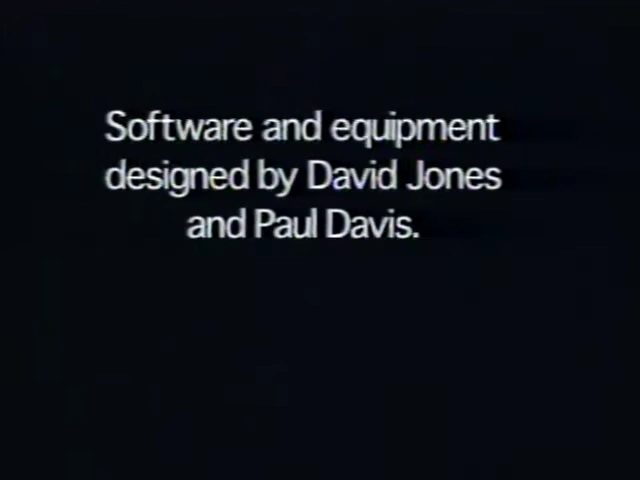 Software and equipment
designed by David Jones
and Paul Davis.